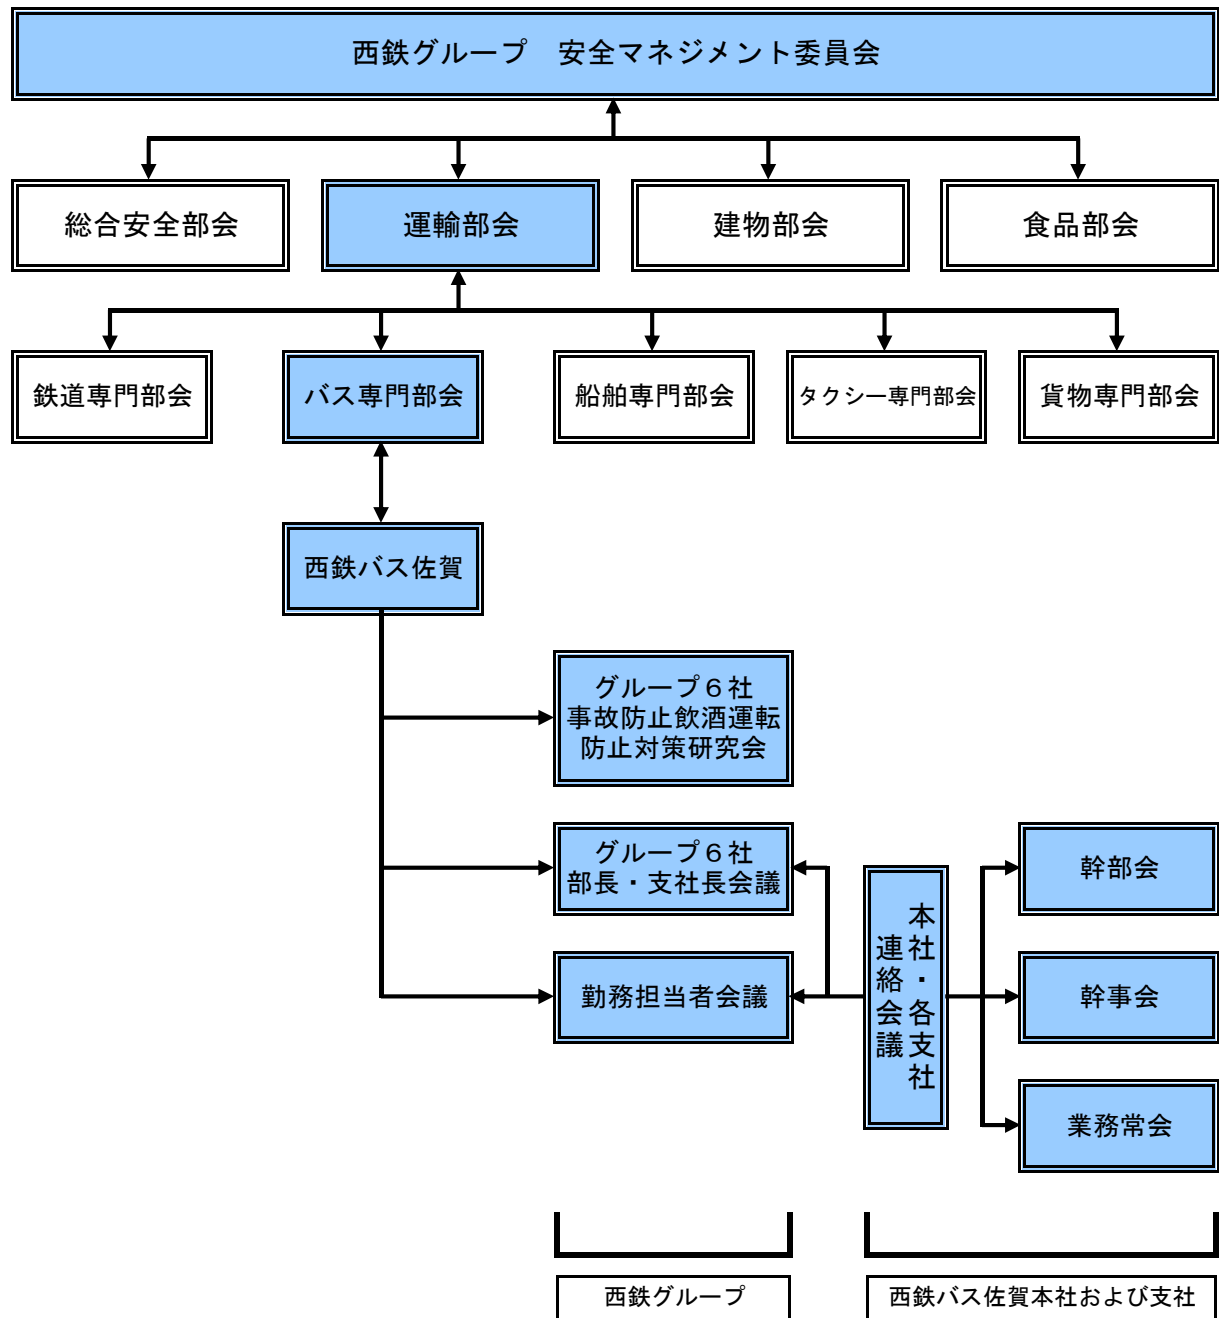 西鉄グループ　安全マネジメント委員会
総合安全部会
運輸部会
建物部会
食品部会
鉄道専門部会
バス専門部会
船舶専門部会
タクシー専門部会
貨物専門部会
西鉄バス佐賀
グループ６社
事故防止飲酒運転
防止対策研究会
グループ６社
部長・支社長会議
勤務担当者会議
本社・各支社
連絡会議
幹部会
幹事会
業務常会
西鉄グループ
西鉄バス佐賀本社および支社